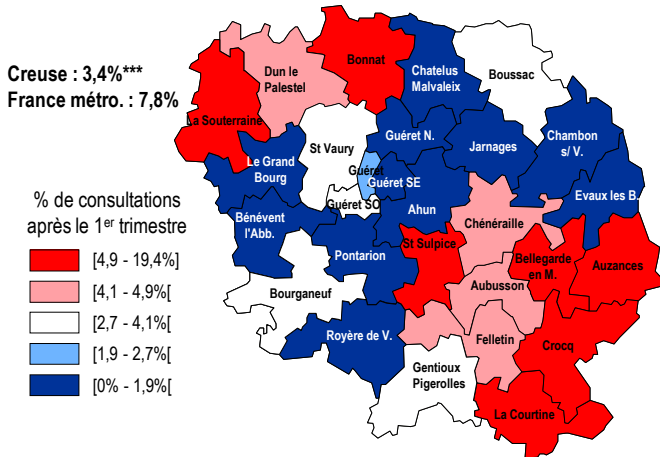 Creuse : 3,4%***
France métro. : 7,8%
% de consultations
après le 1er trimestre
[4,9 - 19,4%]
[4,1 - 4,9%[
[2,7 - 4,1%[
[1,9 - 2,7%[
[0% - 1,9%[
Bonnat
Dun le
Palestel
Chatelus
Malvaleix
Boussac
La Souterraine
St Vaury
Guéret N.
Jarnages
Chambon
s/ V.
Le Grand
Bourg
Guéret
Guéret SE
Evaux les B.
Guéret SO
Ahun
Bénévent
l'Abb.
Chénéraille
Pontarion
St Sulpice
Bellegarde
en M.
Auzances
Bourganeuf
Aubusson
Royère de V.
Felletin
Crocq
Gentioux
Pigerolles
La Courtine